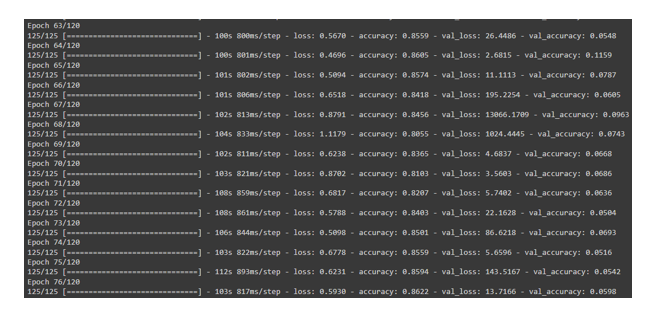 Epoch 63/120
125/125 [==============================] - 100s 800ms/step - loss: 0.5670 - accuracy: 0.8559 - val_loss: 26.4486 - val_accuracy: 0.0548
Epoch 64/120
125/125 [==============================] - 100s 801ms/step - loss: 0.4696 - accuracy: 0.8605 - val_loss: 2.6815 - val_accuracy: 0.1159
Epoch 65/120
125/125 [==============================] - 101s 802ms/step - loss: 0.5094 - accuracy: 0.8574 - val_loss: 11.1113 - val_accuracy: 0.0787
Epoch 66/120
125/125 [==============================] - 101s 806ms/step - loss: 0.6518 - accuracy: 0.8418 - val_loss: 195.2254 - val_accuracy: 0.0605
Epoch 67/120
125/125 [==============================] - 102s 813ms/step - loss: 0.8791 - accuracy: 0.8456 - val_loss: 13066.1709 - val_accuracy: 0.0963
Epoch 68/120
125/125 [==============================] - 104s 833ms/step - loss: 1.1179 - accuracy: 0.8055 - val_loss: 1024.4445 - val_accuracy: 0.0743
Epoch 69/120
125/125 [==============================] - 102s 811ms/step - loss: 0.6238 - accuracy: 0.8365 - val_loss: 4.6837 - val_accuracy: 0.0668
Epoch 70/120
125/125 [==============================] - 103s 821ms/step - loss: 0.8702 - accuracy: 0.8103 - val_loss: 3.5603 - val_accuracy: 0.0686
Epoch 71/120
125/125 [==============================] - 108s 859ms/step - loss: 0.6817 - accuracy: 0.8207 - val_loss: 5.7402 - val_accuracy: 0.0636
Epoch 72/120
125/125 [==============================] - 108s 861ms/step - loss: 0.5788 - accuracy: 0.8403 - val_loss: 22.1628 - val_accuracy: 0.0504
Epoch 73/120
125/125 [==============================] - 106s 844ms/step - loss: 0.5098 - accuracy: 0.8501 - val_loss: 86.6218 - val_accuracy: 0.0693
Epoch 74/120
125/125 [==============================] - 103s 822ms/step - loss: 0.6778 - accuracy: 0.8559 - val_loss: 5.6596 - val_accuracy: 0.0516
Epoch 75/120
125/125 [==============================] - 112s 893ms/step - loss: 0.6231 - accuracy: 0.8594 - val_loss: 143.5167 - val_accuracy: 0.0542
Epoch 76/120
125/125 [==============================] - 103s 817ms/step - loss: 0.5930 - accuracy: 0.8622 - val_loss: 13.7166 - val_accuracy: 0.0598